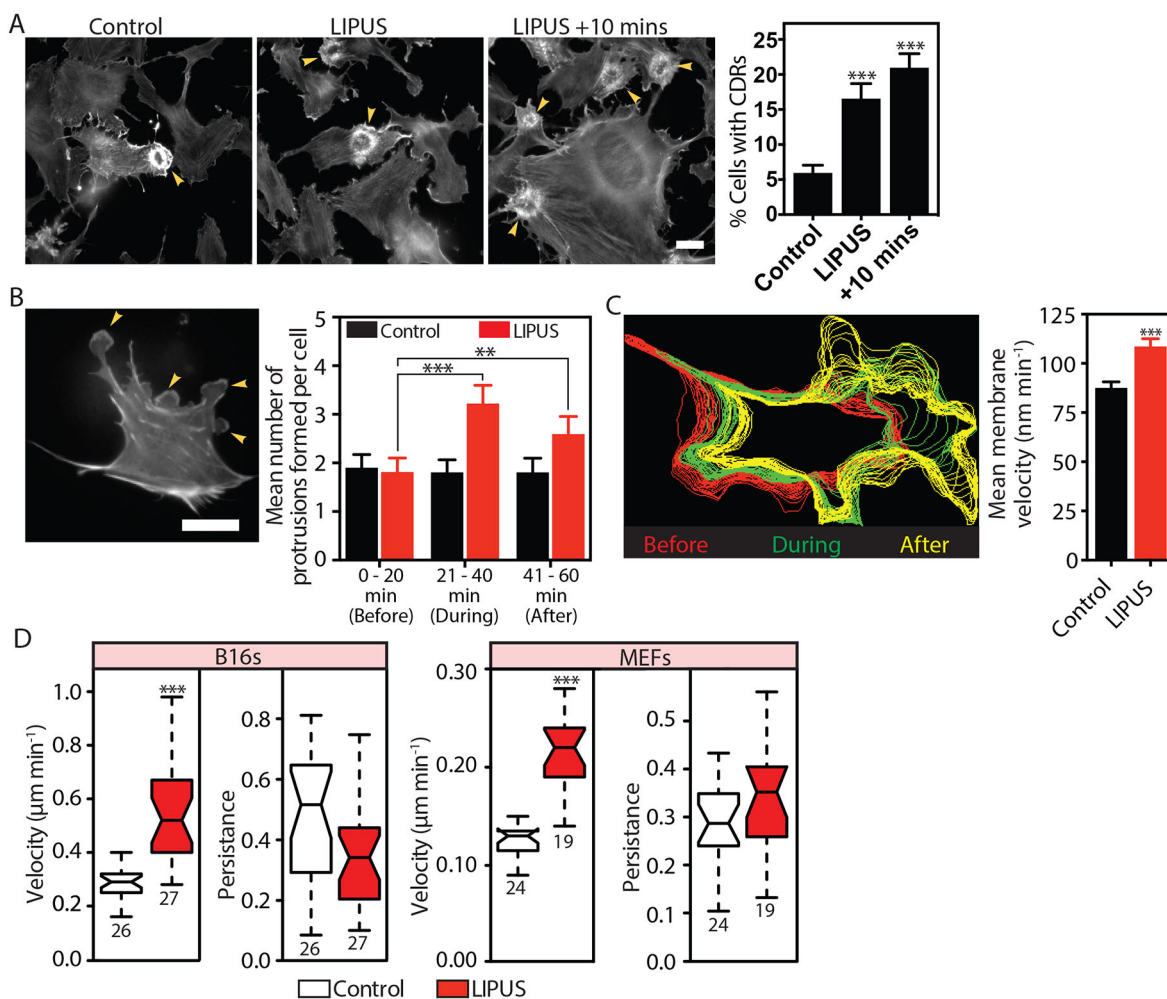 A
Control
LIPUS
LIPUS +10 mins
% Cells with CDRs
25
20
15
10
5
0
***
***
Control
LIPUS
+10 mins
B
Mean number of
protrusions formed per cell
5
4
3
2
1
0
Control
LIPUS
***
**
0 - 20
min
(Before)
21 - 40
min
(During)
41 - 60
min
(After)
C
Before
During
After
Mean membrane
velocity (nm min⁻¹)
125
100
75
50
25
0
***
Control
LIPUS
D
B16s
Velocity (µm min⁻¹)
1.0
0.8
0.6
0.4
0.2
0.0
***
26
27
Persistance
0.8
0.6
0.4
0.2
0.0
26
27
MEFs
Velocity (µm min⁻¹)
0.30
0.20
0.10
0.00
***
24
19
Persistance
0.5
0.4
0.3
0.2
0.1
0.0
24
19
Control
LIPUS